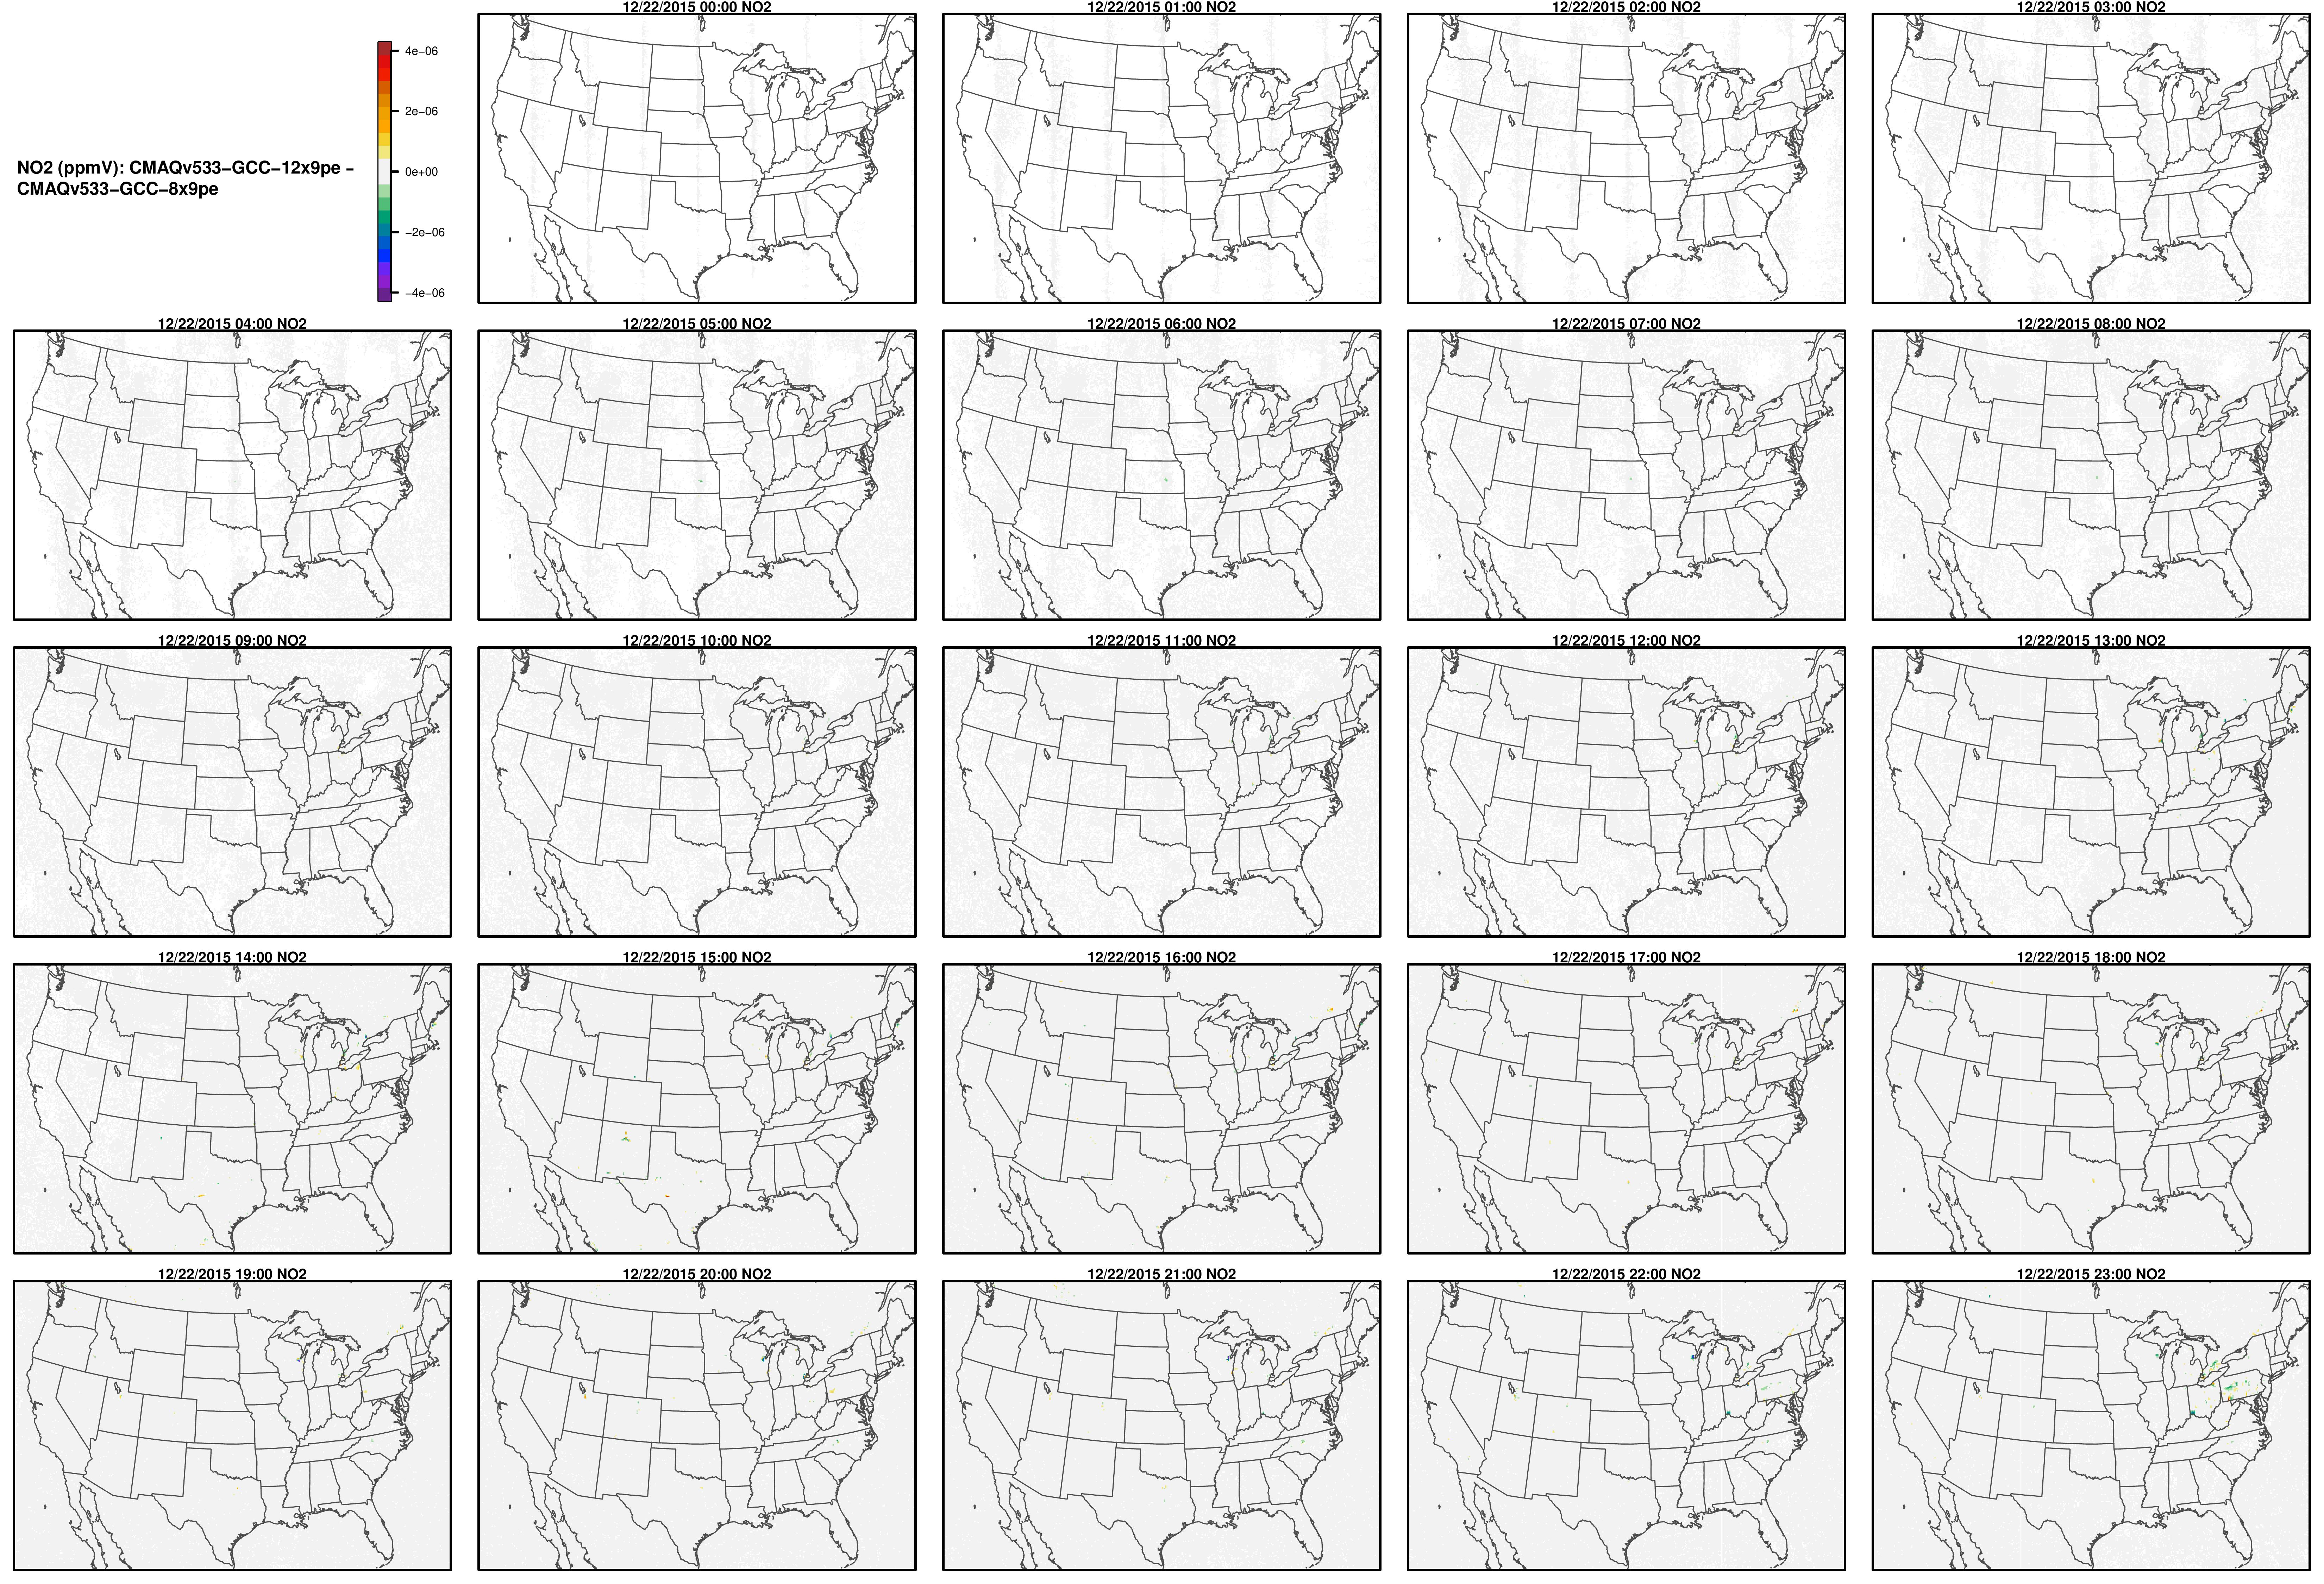 12/22/2015 00:00 NO2
12/22/2015 01:00 NO2
12/22/2015 02:00 NO2
12/22/2015 03:00 NO2
4e−06
2e−06
0e+00
−2e−06
−4e−06
NO2 (ppmV): CMAQv533−GCC−12x9pe −
CMAQv533−GCC−8x9pe
12/22/2015 04:00 NO2
12/22/2015 05:00 NO2
12/22/2015 06:00 NO2
12/22/2015 07:00 NO2
12/22/2015 08:00 NO2
12/22/2015 09:00 NO2
12/22/2015 10:00 NO2
12/22/2015 11:00 NO2
12/22/2015 12:00 NO2
12/22/2015 13:00 NO2
12/22/2015 14:00 NO2
12/22/2015 15:00 NO2
12/22/2015 16:00 NO2
12/22/2015 17:00 NO2
12/22/2015 18:00 NO2
12/22/2015 19:00 NO2
12/22/2015 20:00 NO2
12/22/2015 21:00 NO2
12/22/2015 22:00 NO2
12/22/2015 23:00 NO2